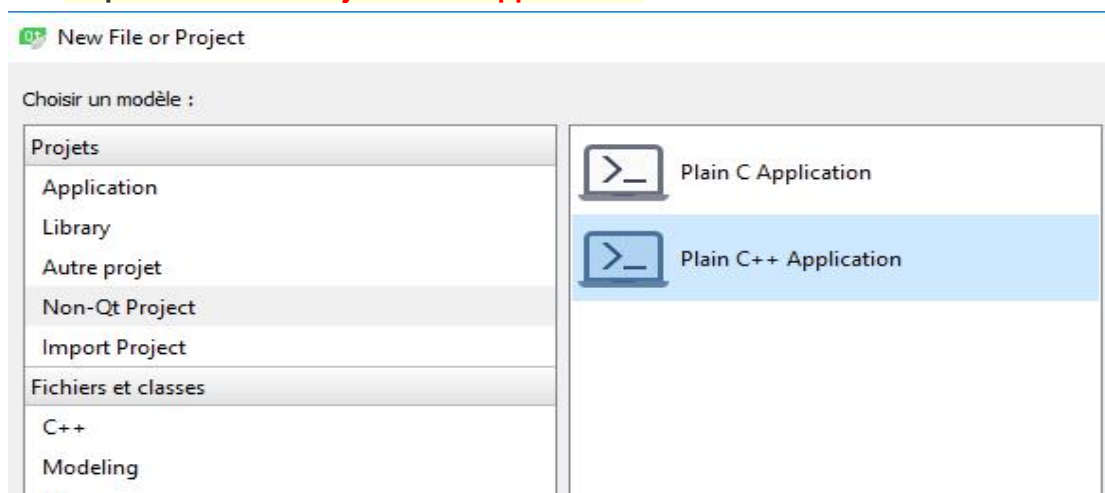 New File or Project
Choisir un modèle :
Projets
Application
Library
Autre projet
Non-Qt Project
Import Project
Fichiers et classes
C++
Modeling
Plain C Application
Plain C++ Application